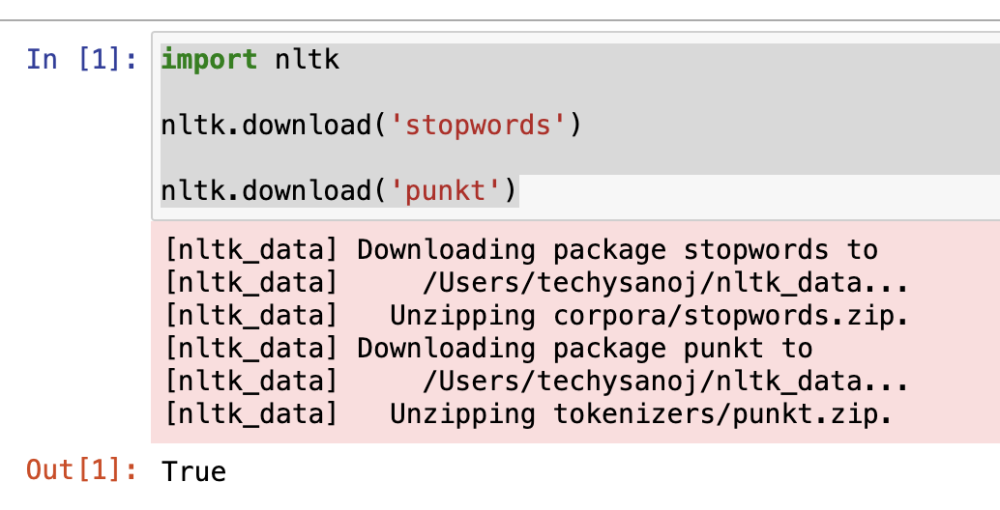 In [1]: import nltk
nltk.download('stopwords')
nltk.download('punkt')
[nltk_data] Downloading package stopwords to
[nltk_data]     /Users/techysanoj/nltk_data...
[nltk_data]   Unzipping corpora/stopwords.zip.
[nltk_data] Downloading package punkt to
[nltk_data]     /Users/techysanoj/nltk_data...
[nltk_data]   Unzipping tokenizers/punkt.zip.
Out[1]: True